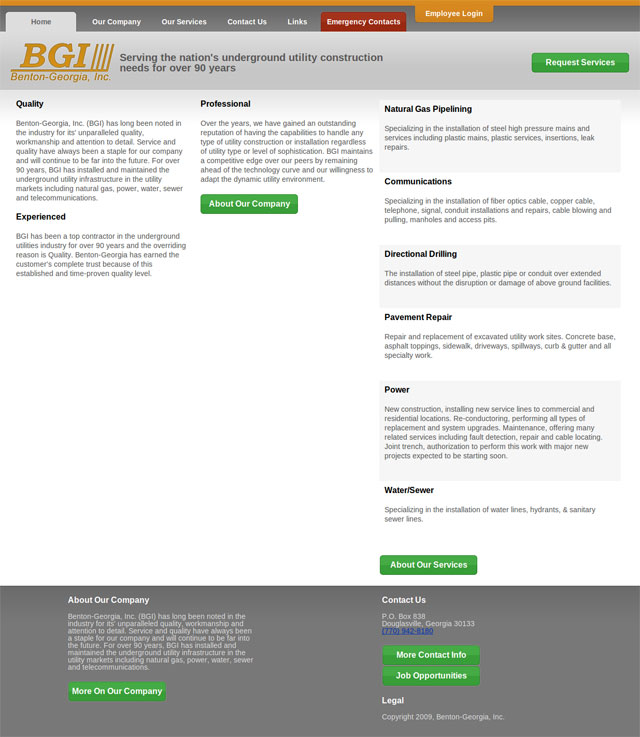 Home
Our Company
Our Services
Contact Us
Links
Emergency Contacts
Employee Login
BGI
Benton-Georgia, Inc.
Serving the nation's underground utility construction
needs for over 90 years
Request Services
Quality
Benton-Georgia, Inc. (BGI) has long been noted in
the industry for its' unparalleled quality,
workmanship and attention to detail. Service and
quality have always been a staple for our company
and will continue to be far into the future. For over
90 years, BGI has installed and maintained the
underground utility infrastructure in the utility
markets including natural gas, power, water, sewer
and telecommunications.
Experienced
BGI has been a top contractor in the underground
utilities industry for over 90 years and the overriding
reason is Quality. Benton-Georgia has earned the
customer's complete trust because of this
established and time-proven quality level.
Professional
Over the years, we have gained an outstanding
reputation of having the capabilities to handle any
type of utility construction or installation regardless
of utility type or level of sophistication. BGI maintains
a competitive edge over our peers by remaining
ahead of the technology curve and our willingness to
adapt the dynamic utility environment.
About Our Company
Natural Gas Pipelining
Specializing in the installation of steel high pressure mains and
services including plastic mains, plastic services, insertions, leak
repairs.
Communications
Specializing in the installation of fiber optics cable, copper cable,
telephone, signal, conduit installations and repairs, cable blowing and
pulling, manholes and access pits.
Directional Drilling
The installation of steel pipe, plastic pipe or conduit over extended
distances without the disruption or damage of above ground facilities.
Pavement Repair
Repair and replacement of excavated utility work sites. Concrete base,
asphalt toppings, sidewalk, driveways, spillways, curb & gutter and all
specialty work.
Power
New construction, installing new service lines to commercial and
residential locations. Re-conductoring, performing all types of
replacement and system upgrades. Maintenance, offering many
related services including fault detection, repair and cable locating.
Joint trench, authorization to perform this work with major new
projects expected to be starting soon.
Water/Sewer
Specializing in the installation of water lines, hydrants, & sanitary
sewer lines.
About Our Services
About Our Company
Benton-Georgia, Inc. (BGI) has long been noted in the
industry for its' unparalleled quality, workmanship and
attention to detail. Service and quality have always been
a staple for our company and will continue to be far into
the future. For over 90 years, BGI has installed and
maintained the underground utility infrastructure in the
utility markets including natural gas, power, water, sewer
and telecommunications.
More On Our Company
Contact Us
P.O. Box 838
Douglasville, Georgia 30133
(770) 942-8180
More Contact Info
Job Opportunities
Legal
Copyright 2009, Benton-Georgia, Inc.